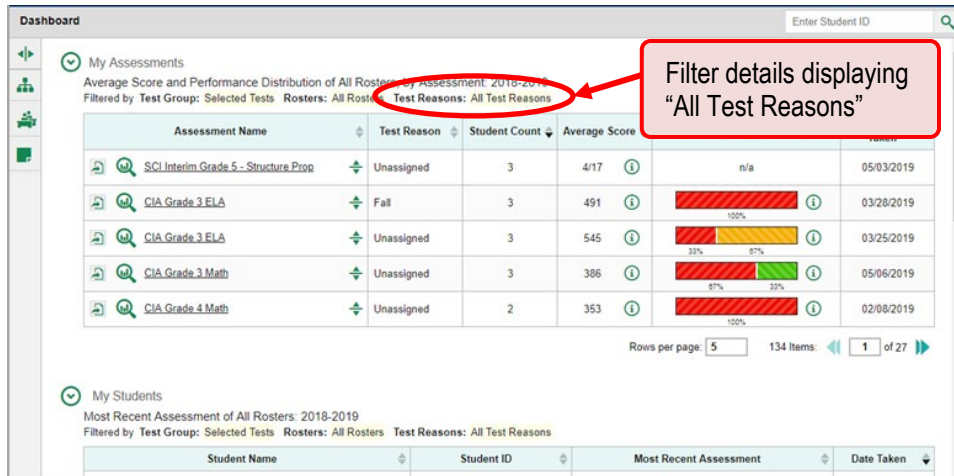 Dashboard
Enter Student ID
My Assessments
Average Score and Performance Distribution of All Rosters, by Assessment: 2018-2019
Filtered by Test Group: Selected Tests Rosters: All Rosters Test Reasons: All Test Reasons
Filter details displaying
“All Test Reasons”
Assessment Name Test Reason Student Count Average Score
Taken
SCI Interim Grade 5 - Structure Prop Unassigned 3 4/17 n/a 05/03/2019
CIA Grade 3 ELA Fall 3 491 03/28/2019
100%
CIA Grade 3 ELA Unassigned 3 545 03/25/2019
33% 67%
CIA Grade 3 Math Unassigned 3 386 05/06/2019
67% 33%
CIA Grade 4 Math Unassigned 2 353 02/08/2019
100%
Rows per page: 5 134 Items: 1 of 27
My Students
Most Recent Assessment of All Rosters: 2018-2019
Filtered by Test Group: Selected Tests Rosters: All Rosters Test Reasons: All Test Reasons
Student Name Student ID Most Recent Assessment Date Taken